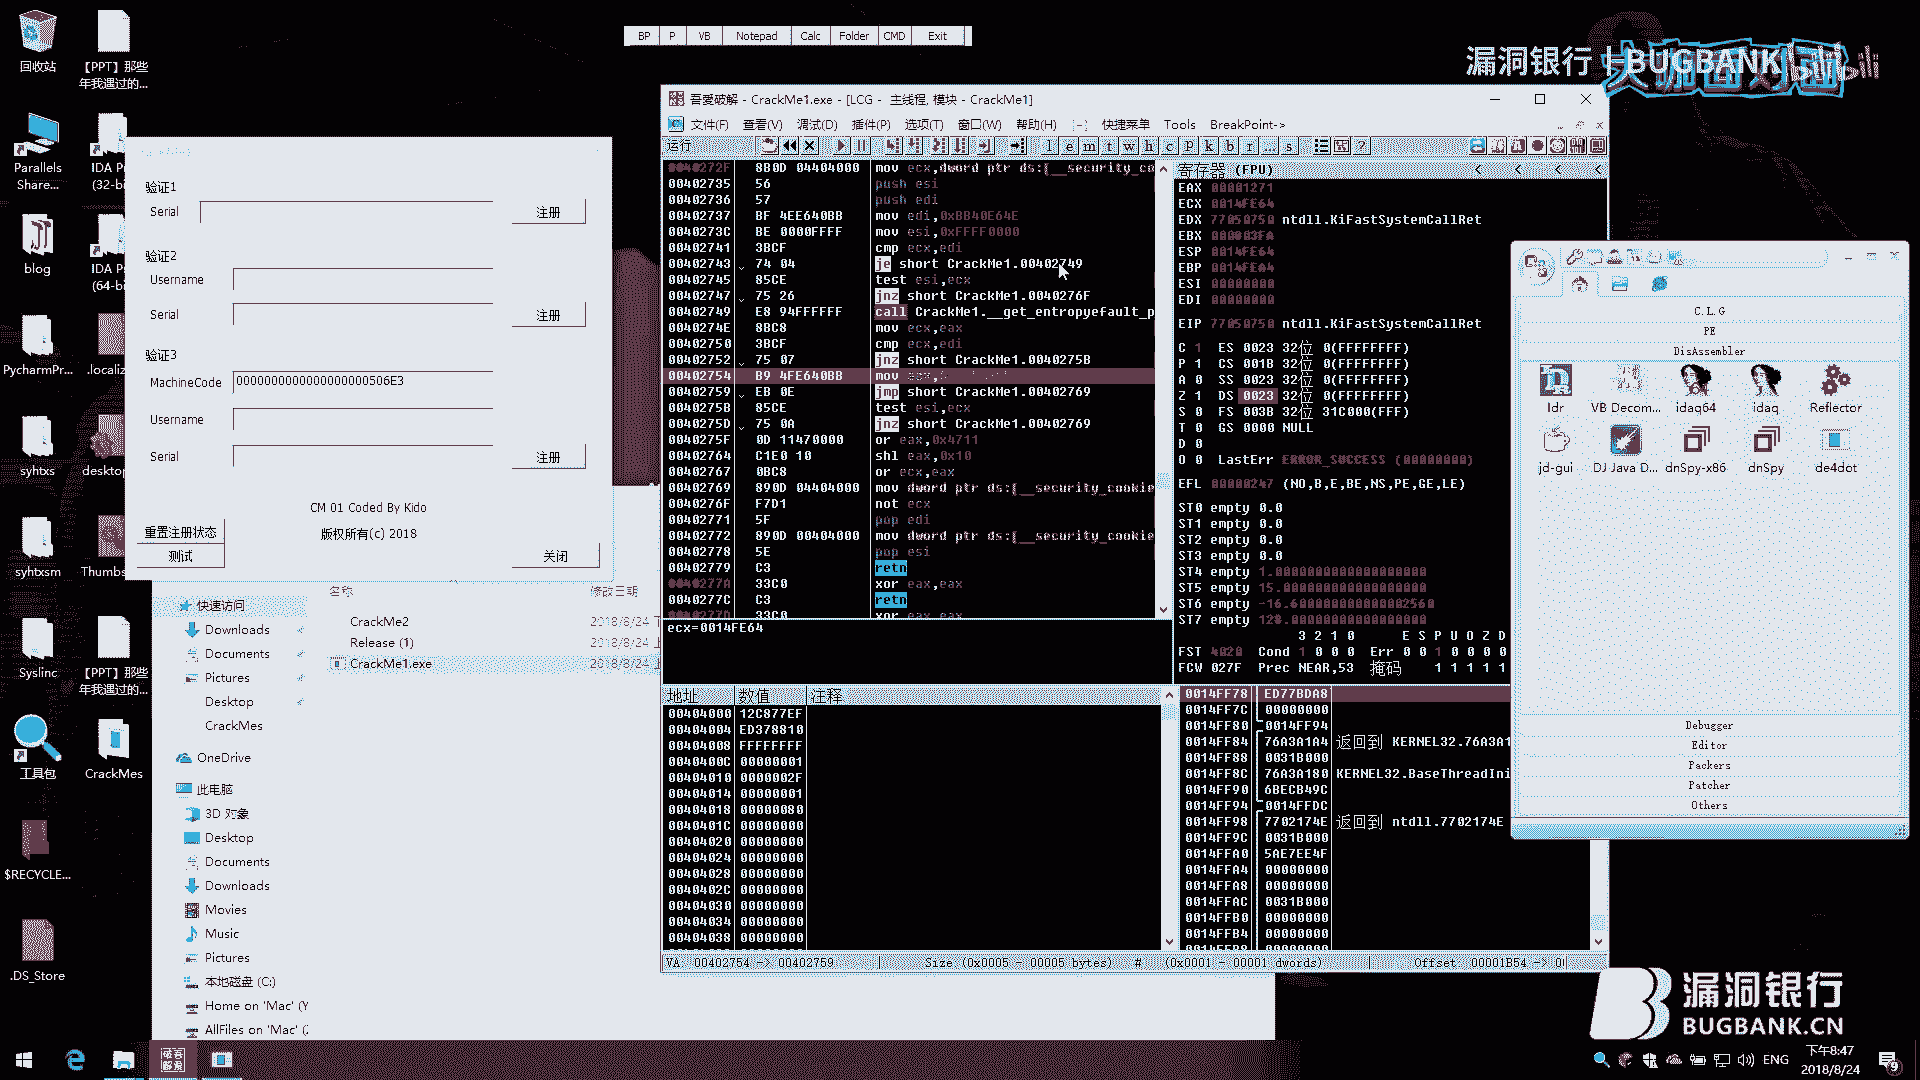 回收站
【PPT】那些
年我遇过的...
Parallels
Share...
IDA P
(32-bi
blog
IDA P
(64-b
PycharmPr...
.localiz
syhtxs
desktop
syhtxsm
Thumbs
Syslinc
【PPT】那些
年我遇过的...
工具包
CrackMes
$RECYCLE...
.DS_Store
BP P VB Notepad Calc Folder CMD Exit
漏洞银行 | BUGBANK
大咖面对面
bilibili
验证1
Serial
注册
验证2
Username
Serial
注册
验证3
MachineCode 0000000000000000000506E3
Username
Serial
注册
CM 01 Coded By Kido
重置注册状态
版权所有(c) 2018
测试
关闭
名称 修改日期
快速访问
Downloads
Documents
Pictures
Desktop
CrackMes
OneDrive
此电脑
3D 对象
Desktop
Documents
Downloads
Movies
Music
Pictures
本地磁盘 (C:)
Home on 'Mac' (Y
AllFiles on 'Mac' (Z
CrackMe2 2018/8/24
Release (1) 2018/8/24
CrackMe1.exe 2018/8/24
吾愛破解 - CrackMe1.exe - [LCG - 主线程, 模块 - CrackMe1]
文件(F) 查看(V) 调试(D) 插件(P) 选项(T) 窗口(W) 帮助(H) [-] 快捷菜单 Tools BreakPoint->
运行 l e m t w h c p k b r ... s
0040272F 8B0D 04404000 mov ecx,dword ptr ds:[__security_co
00402735 56 push esi
00402736 57 push edi
00402737 BF 4EE640BB mov edi,0xBB40E64E
0040273C BE 0000FFFF mov esi,0xFFFF0000
00402741 3BCF cmp ecx,edi
00402743 74 04 je short CrackMe1.00402749
00402745 85CE test esi,ecx
00402747 75 26 jnz short CrackMe1.0040276F
00402749 E8 94FFFFFF call CrackMe1.__get_entropyefault_p
0040274E 8BC8 mov ecx,eax
00402750 3BCF cmp ecx,edi
00402752 75 07 jnz short CrackMe1.0040275B
00402754 B9 4FE640BB mov
00402759 EB 0E jmp short CrackMe1.00402769
0040275B 85CE test esi,ecx
0040275D 75 0A jnz short CrackMe1.00402769
0040275F 0D 11470000 or eax,0x4711
00402764 C1E0 10 shl eax,0x10
00402767 0BC8 or ecx,eax
00402769 890D 04404000 mov dword ptr ds:[__security_cookie
0040276F F7D1 not ecx
00402771 5F pop edi
00402772 890D 00404000 mov dword ptr ds:[__security_cookie
00402778 5E pop esi
00402779 C3 retn
0040277A 33C0 xor eax,eax
0040277C C3 retn
0040277D 33C0 xor eax,eax
ecx=0014FE64
寄存器 (FPU)
EAX 00001271
ECX 0014FE64
EDX 77050750 ntdll.KiFastSystemCallRet
EBX 000003FA
ESP 0014FE64
EBP 0014FEA4
ESI 00000000
EDI 00000000
EIP 77050750 ntdll.KiFastSystemCallRet
C 1 ES 0023 32位 0(FFFFFFFF)
P 1 CS 001B 32位 0(FFFFFFFF)
A 0 SS 0023 32位 0(FFFFFFFF)
Z 1 DS 0023 32位 0(FFFFFFFF)
S 0 FS 003B 32位 31C000(FFF)
T 0 GS 0000 NULL
D 0
O 0 LastErr ERROR_SUCCESS (00000000)
EFL 00000247 (NO,B,E,BE,NS,PE,GE,LE)
ST0 empty 0.0
ST1 empty 0.0
ST2 empty 0.0
ST3 empty 0.0
ST4 empty 1.0000000000000000000
ST5 empty 15.000000000000000000
ST6 empty
ST7 empty
3 2 1 0 E S P U O Z D
FST 4020 Cond 1 0 0 0 Err 0 0 1 0 0 0 0
FCW 027F Prec NEAR,53 掩码 1 1 1 1 1
地址 数值 注释
00404000 12C877EF
00404004 ED378810
00404008 FFFFFFFF
0040400C 00000001
00404010 0000002F
00404014 00000001
00404018 00000080
0040401C 00000000
00404020 00000000
00404024 00000000
00404028 00000000
0040402C 00000000
00404030 00000000
00404034 00000000
00404038 00000000
0014FF78 ED77BDA8
0014FF7C 00000000
0014FF80 0014FF94
0014FF84 76A3A1A4 返回到 KERNEL32.76A3A1
0014FF88 0031B000
0014FF8C 76A3A180 KERNEL32.BaseThreadIni
0014FF90 6BECB49C
0014FF94 0014FFDC
0014FF98 7702174E 返回到 ntdll.7702174E
0014FF9C 0031B000
0014FFA0 5AE7EE4F
0014FFA4 00000000
0014FFA8 00000000
0014FFAC 0031B000
0014FFB0 00000000
0014FFB4 00000000
0014FFB8 00000000
VA: 00402754 -> 00402759 | Size (0x0005 - 00005 bytes) # (0x0001 - 00001 dwords) | Offset: 00001B54 ->
C.L.G
PE
DisAssembler
Idr VB Decom... idaq64 idaq Reflector
jd-gui DJ Java D... dnSpy-x86 dnSpy de4dot
Debugger
Editor
Packers
Patcher
Others
漏洞银行
BUGBANK.CN
ENG
下午8:47
2018/8/24
9